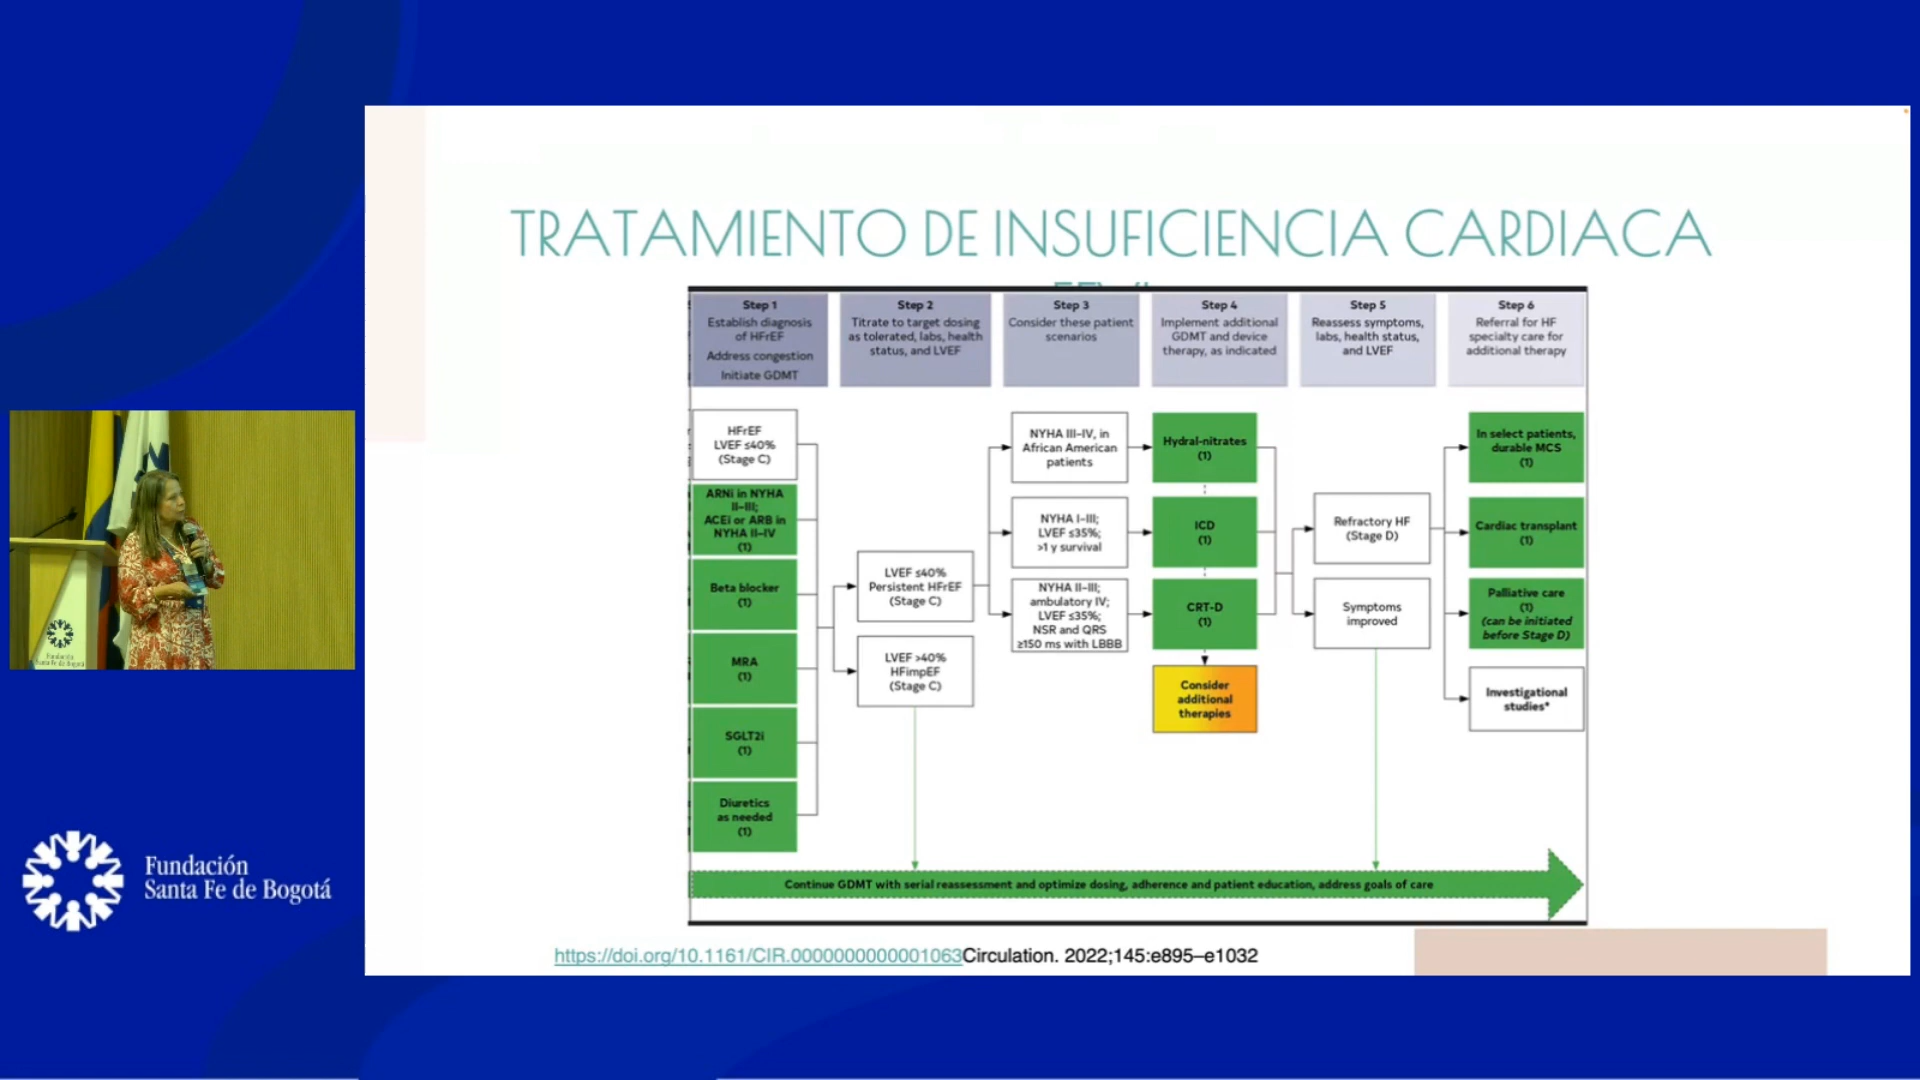 TRATAMIENTO DE INSUFICIENCIA CARDIACA
Step 1
Establish diagnosis
of HFrEF
Address congestion
Initiate GDMT
Step 2
Titrate to target dosing
as tolerated, labs, health
status, and LVEF
Step 3
Consider these patient
scenarios
Step 4
Implement additional
GDMT and device
therapy, as indicated
Step 5
Reassess symptoms,
labs, health status,
and LVEF
Step 6
Referral for HF
specialty care for
additional therapy
HFrEF
LVEF ≤40%
(Stage C)
ARNi in NYHA
II–III;
ACEi or ARB in
NYHA II–IV
(1)
Beta blocker
(1)
MRA
(1)
SGLT2i
(1)
Diuretics
as needed
(1)
LVEF ≤40%
Persistent HFrEF
(Stage C)
LVEF >40%
HFimpEF
(Stage C)
NYHA III–IV, in
African American
patients
NYHA I–III;
LVEF ≤35%;
>1 y survival
NYHA II–III;
ambulatory IV;
LVEF ≤35%;
NSR and QRS
≥150 ms with LBBB
Hydral-nitrates
(1)
ICD
(1)
CRT-D
(1)
Consider
additional
therapies
Refractory HF
(Stage D)
Symptoms
improved
In select patients,
durable MCS
(1)
Cardiac transplant
(1)
Palliative care
(1)
(can be initiated
before Stage D)
Investigational
studies*
Continue GDMT with serial reassessment and optimize dosing, adherence and patient education, address goals of care
https://doi.org/10.1161/CIR.0000000000001063Circulation. 2022;145:e895–e1032
Fundación
Santa Fe de Bogotá
Fundación
Santa Fe de Bogotá